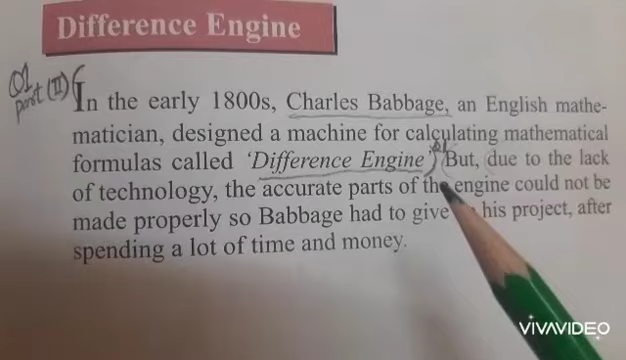 Difference Engine
Q1
part (II)
In the early 1800s, Charles Babbage, an English mathe-
matician, designed a machine for calculating mathematical
formulas called ‘Difference Engine’ But, due to the lack
of technology, the accurate parts of the engine could not be
made properly so Babbage had to give his project, after
spending a lot of time and money.
VIVAVIDEO